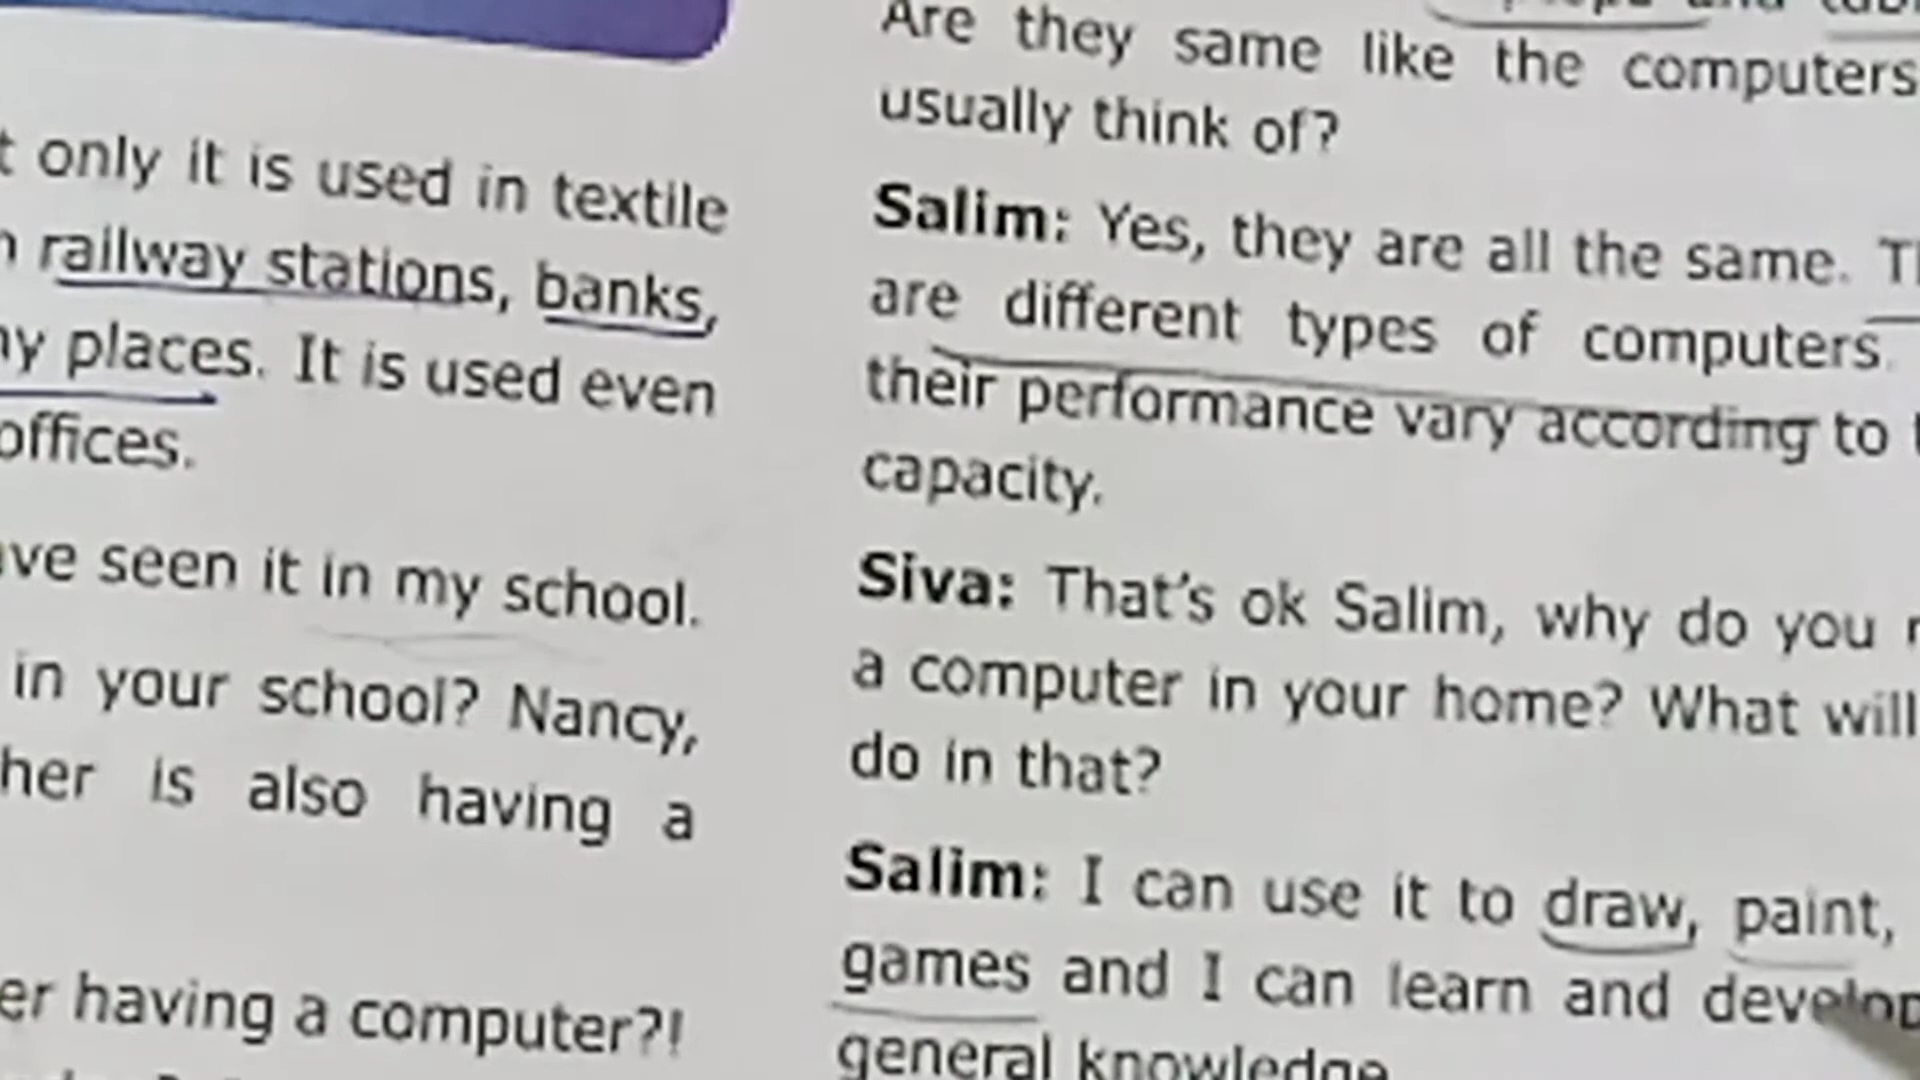 only it is used in textile
railway stations, banks,
places. It is used even
offices.
seen it in my school.
in your school? Nancy,
is also having a
having a computer?!
Are they same like the computers
usually think of?
Salim: Yes, they are all the same.
are different types of computers.
their performance vary according to
capacity.
Siva: That's ok Salim, why do you
a computer in your home? What will
do in that?
Salim: I can use it to draw, paint,
games and I can learn and develop
general knowledge